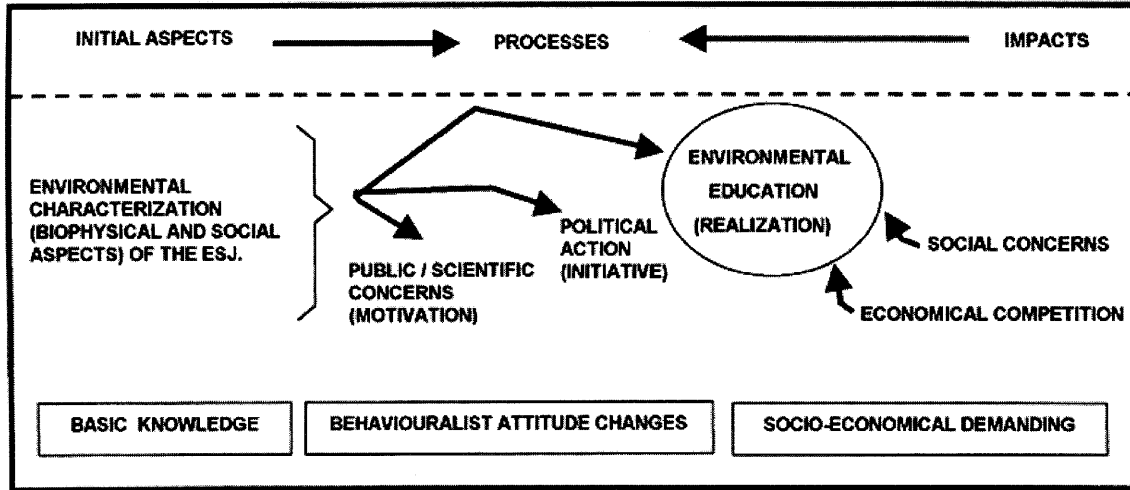 INITIAL ASPECTS
PROCESSES
IMPACTS
ENVIRONMENTAL
CHARACTERIZATION
(BIOPHYSICAL AND SOCIAL
ASPECTS) OF THE ESJ.
PUBLIC / SCIENTIFIC
CONCERNS
(MOTIVATION)
POLITICAL
ACTION
(INITIATIVE)
ENVIRONMENTAL
EDUCATION
(REALIZATION)
SOCIAL CONCERNS
ECONOMICAL COMPETITION
BASIC KNOWLEDGE
BEHAVIOURALIST ATTITUDE CHANGES
SOCIO-ECONOMICAL DEMANDING